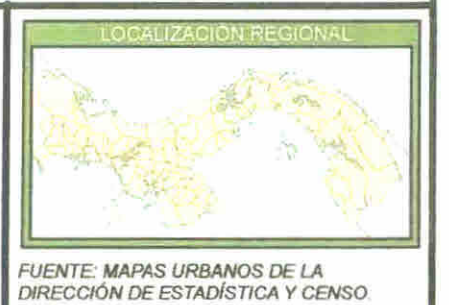 LOCALIZACIÓN REGIONAL
FUENTE: MAPAS URBANOS DE LA
DIRECCIÓN DE ESTADÍSTICA Y CENSO.